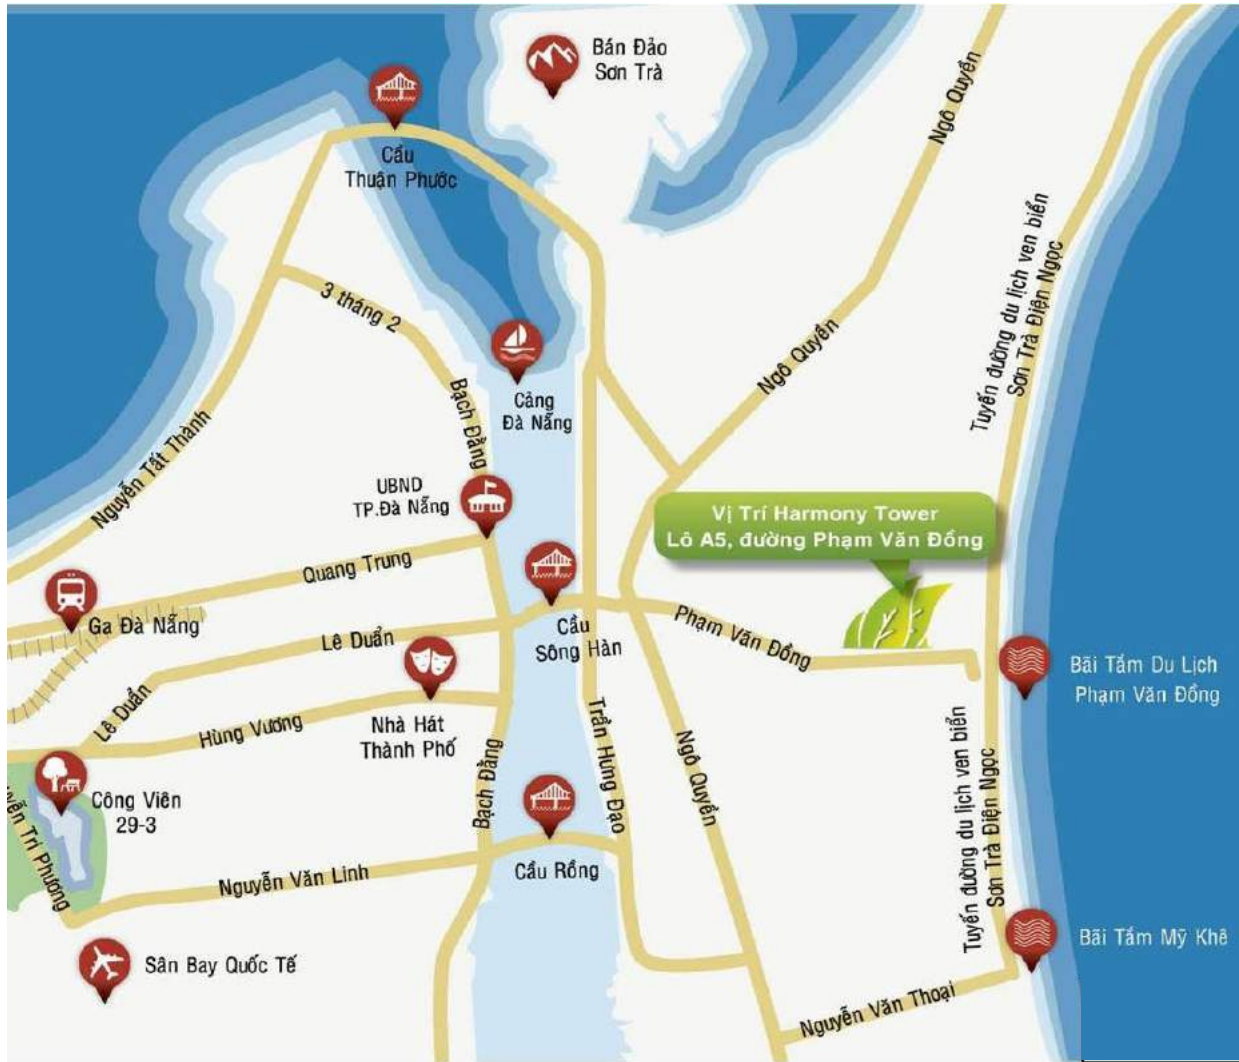 Bán Đảo
Sơn Trà
Ngô Quyền
Cầu
Thuận Phước
Tuyến đường du lịch ven biển
Sơn Trà Điện Ngọc
3 tháng 2
Ngô Quyền
Cảng
Đà Nẵng
Bạch Đằng
Nguyễn Tất Thành
UBND
TP.Đà Nẵng
Vị Trí Harmony Tower
Lô A5, đường Phạm Văn Đồng
Quang Trung
Ga Đà Nẵng
Lê Duẩn
Cầu
Sông Hàn
Phạm Văn Đồng
Bãi Tắm Du Lịch
Phạm Văn Đồng
Lê Duẩn
Hùng Vương
Nhà Hát
Thành Phố
Bạch Đằng
Trần Hưng Đạo
Ngô Quyền
Tuyến đường du lịch ven biển
Sơn Trà Điện Ngọc
Công Viên
29-3
Tri Phương
Nguyễn Văn Linh
Cầu Rồng
Bãi Tắm Mỹ Khê
Sân Bay Quốc Tế
Nguyễn Văn Thoại